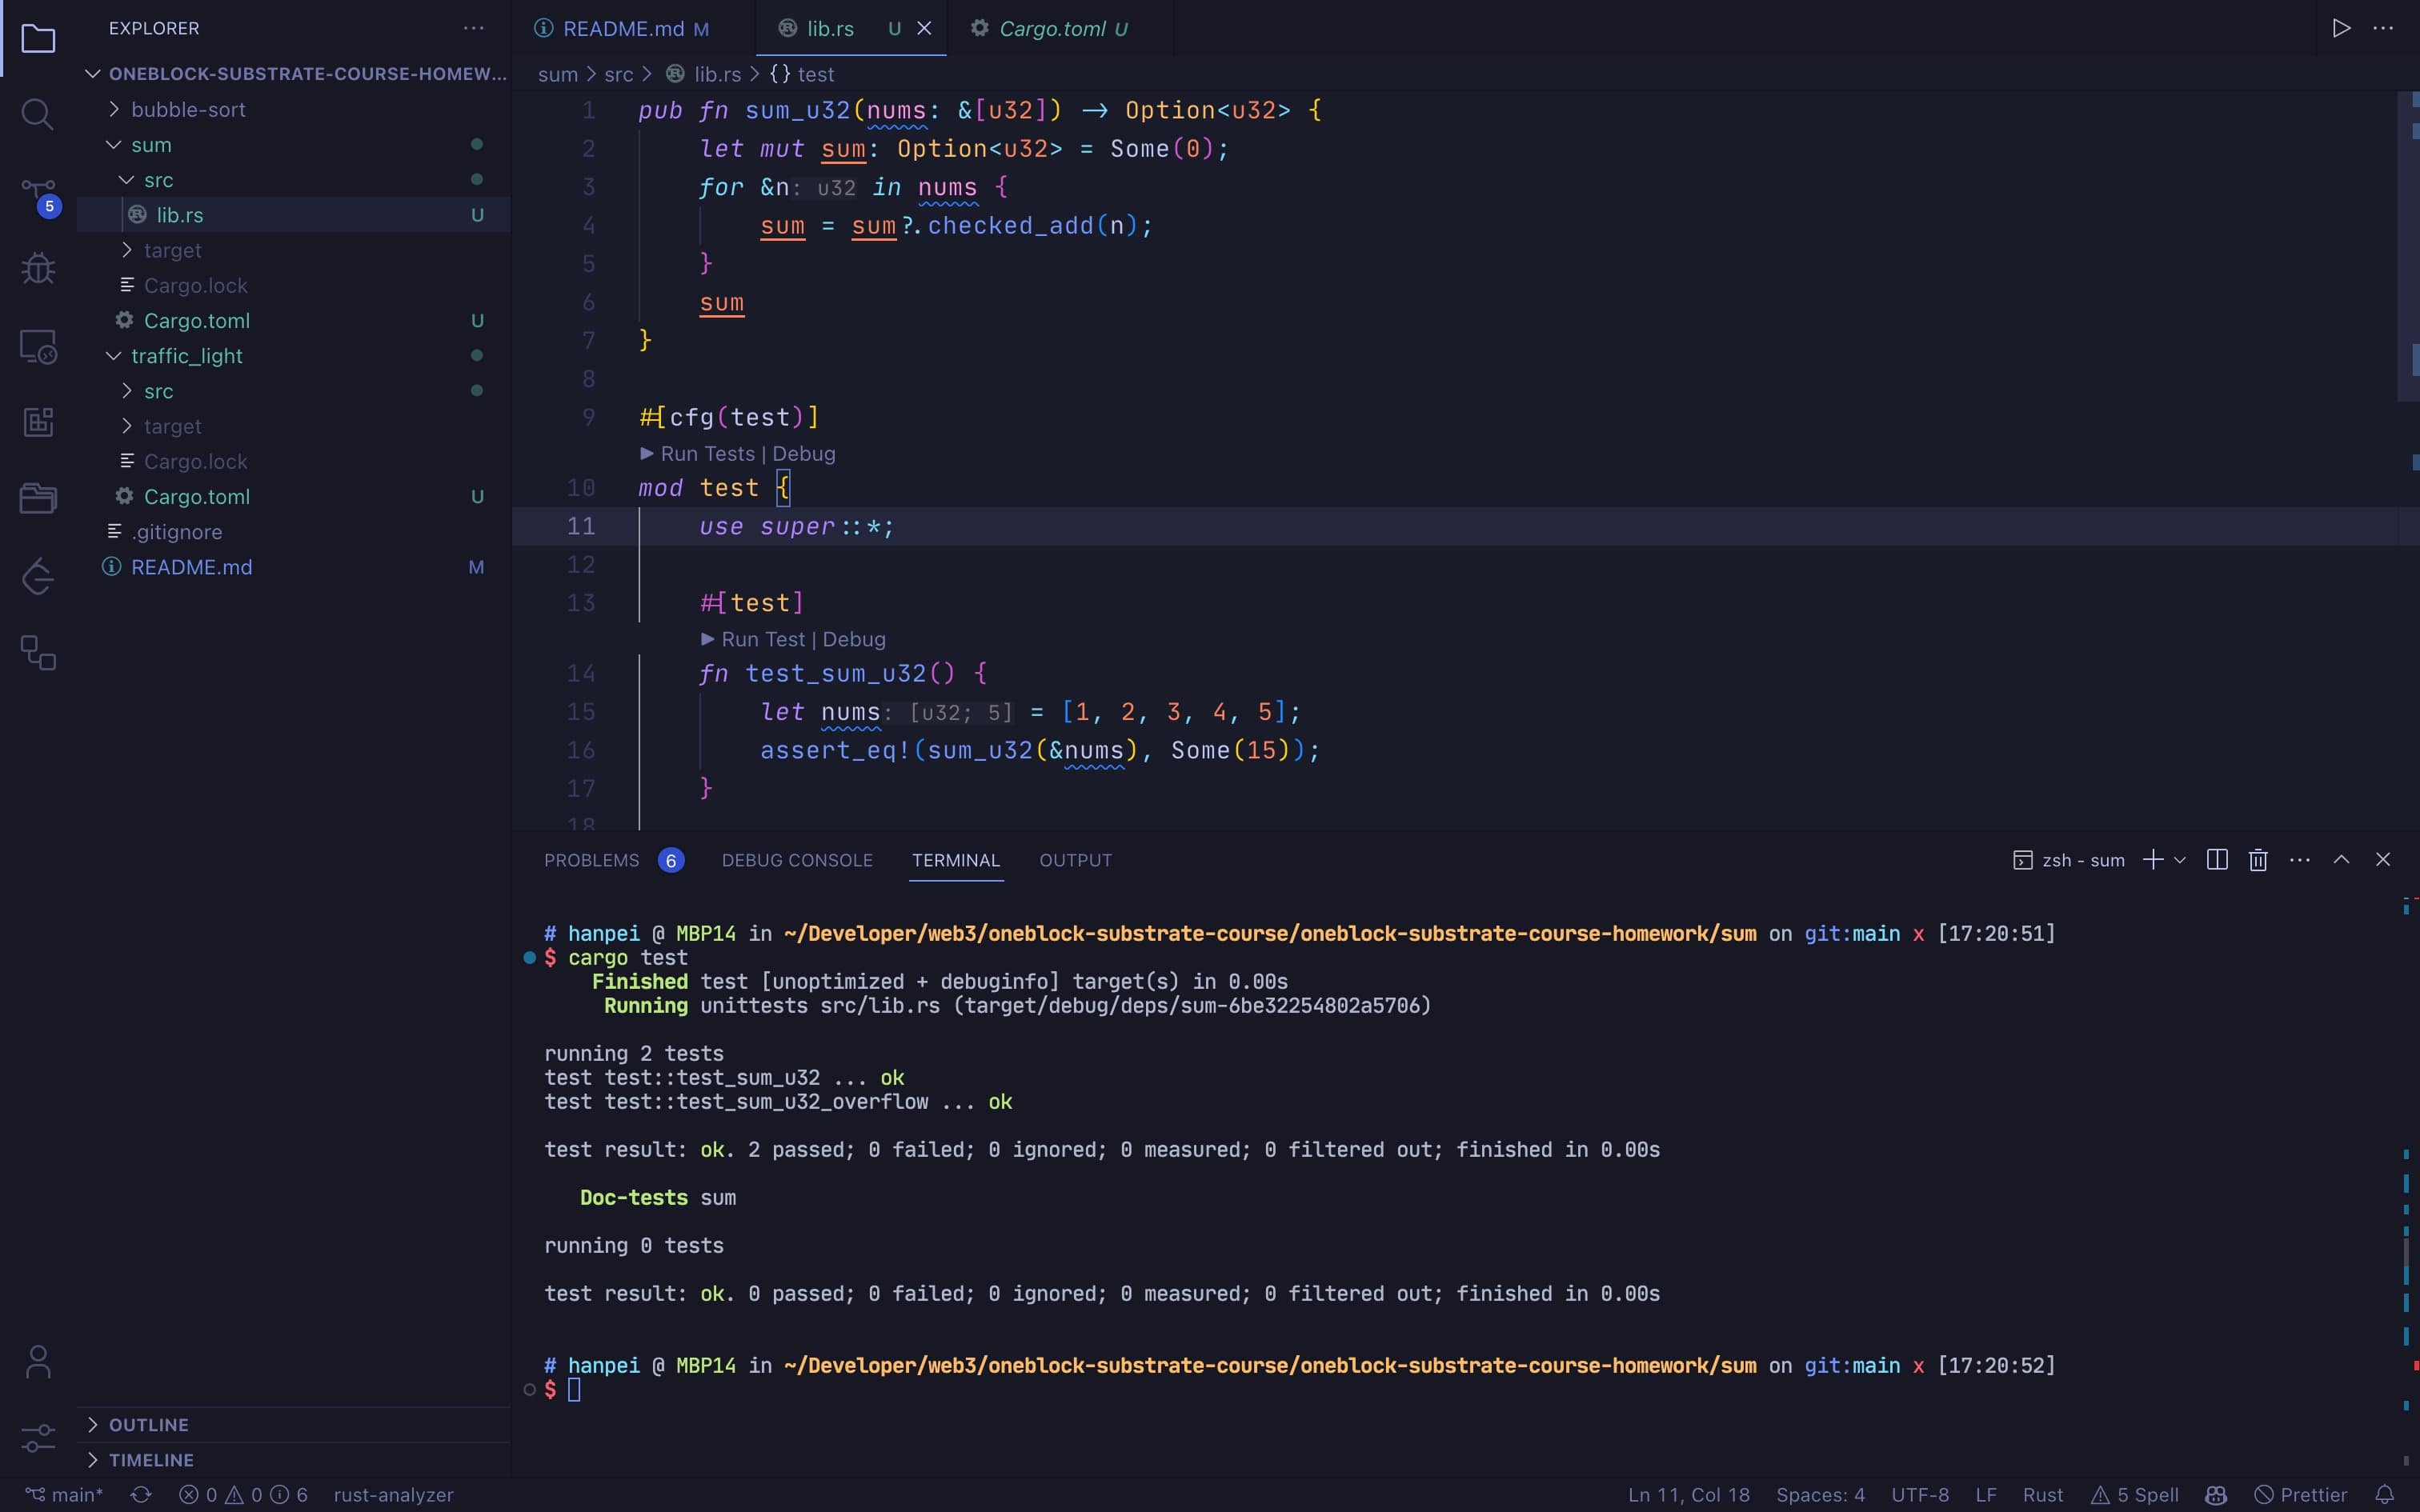 EXPLORER
ONEBLOCK-SUBSTRATE-COURSE-HOMEW...
bubble-sort
sum
src
lib.rs U
target
Cargo.lock
Cargo.toml U
traffic_light
src
target
Cargo.lock
Cargo.toml U
.gitignore
README.md M
5
OUTLINE
TIMELINE
README.md M
lib.rs U
Cargo.toml U
sum > src > lib.rs > {} test
1 pub fn sum_u32(nums: &[u32]) -> Option<u32> {
2 let mut sum: Option<u32> = Some(0);
3 for &n: u32 in nums {
4 sum = sum?.checked_add(n);
5 }
6 sum
7 }
8
9 #[cfg(test)]
Run Tests | Debug
10 mod test {
11 use super::*;
12
13 #[test]
Run Test | Debug
14 fn test_sum_u32() {
15 let nums: [u32; 5] = [1, 2, 3, 4, 5];
16 assert_eq!(sum_u32(&nums), Some(15));
17 }
18
PROBLEMS 6 DEBUG CONSOLE TERMINAL OUTPUT
zsh - sum
# hanpei @ MBP14 in ~/Developer/web3/oneblock-substrate-course/oneblock-substrate-course-homework/sum on git:main x [17:20:51]
$ cargo test
Finished test [unoptimized + debuginfo] target(s) in 0.00s
Running unittests src/lib.rs (target/debug/deps/sum-6be32254802a5706)
running 2 tests
test test::test_sum_u32 ... ok
test test::test_sum_u32_overflow ... ok
test result: ok. 2 passed; 0 failed; 0 ignored; 0 measured; 0 filtered out; finished in 0.00s
Doc-tests sum
running 0 tests
test result: ok. 0 passed; 0 failed; 0 ignored; 0 measured; 0 filtered out; finished in 0.00s
# hanpei @ MBP14 in ~/Developer/web3/oneblock-substrate-course/oneblock-substrate-course-homework/sum on git:main x [17:20:52]
$
main* 0 0 6 rust-analyzer Ln 11, Col 18 Spaces: 4 UTF-8 LF Rust 5 Spell Prettier